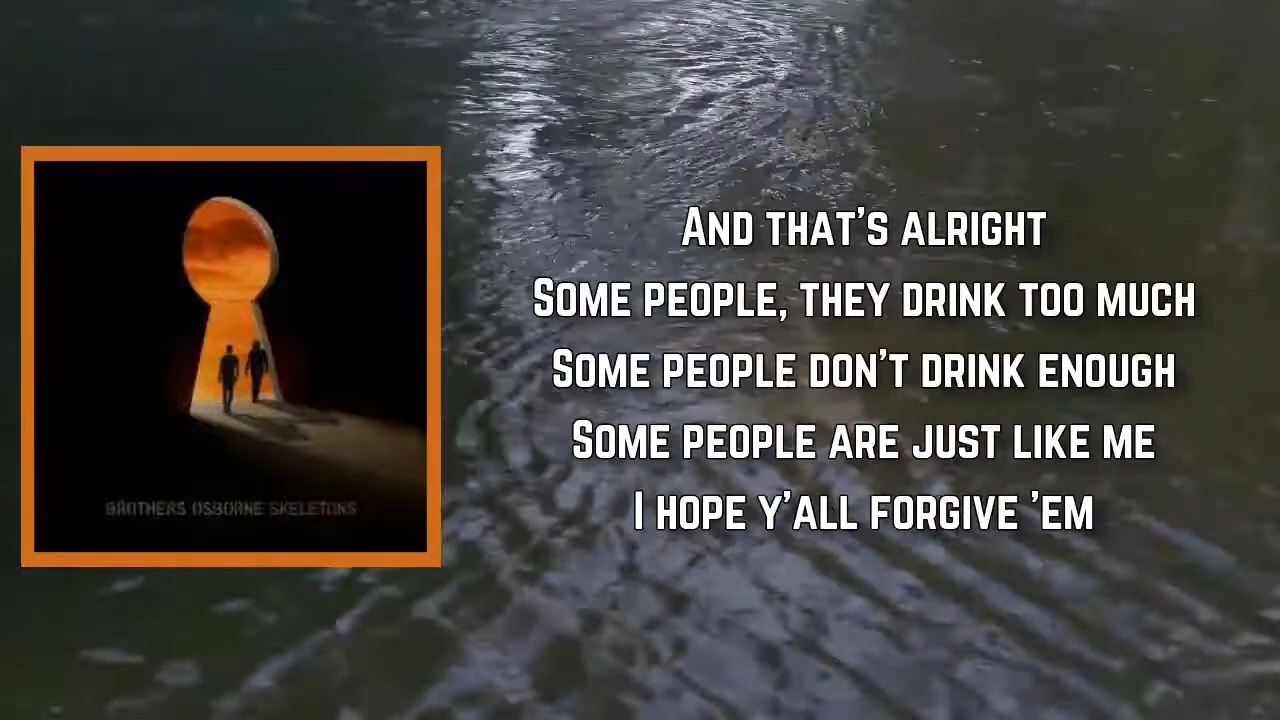 BROTHERS OSBORNE SKELETONS
AND THAT'S ALRIGHT
SOME PEOPLE, THEY DRINK TOO MUCH
SOME PEOPLE DON'T DRINK ENOUGH
SOME PEOPLE ARE JUST LIKE ME
I HOPE Y'ALL FORGIVE 'EM